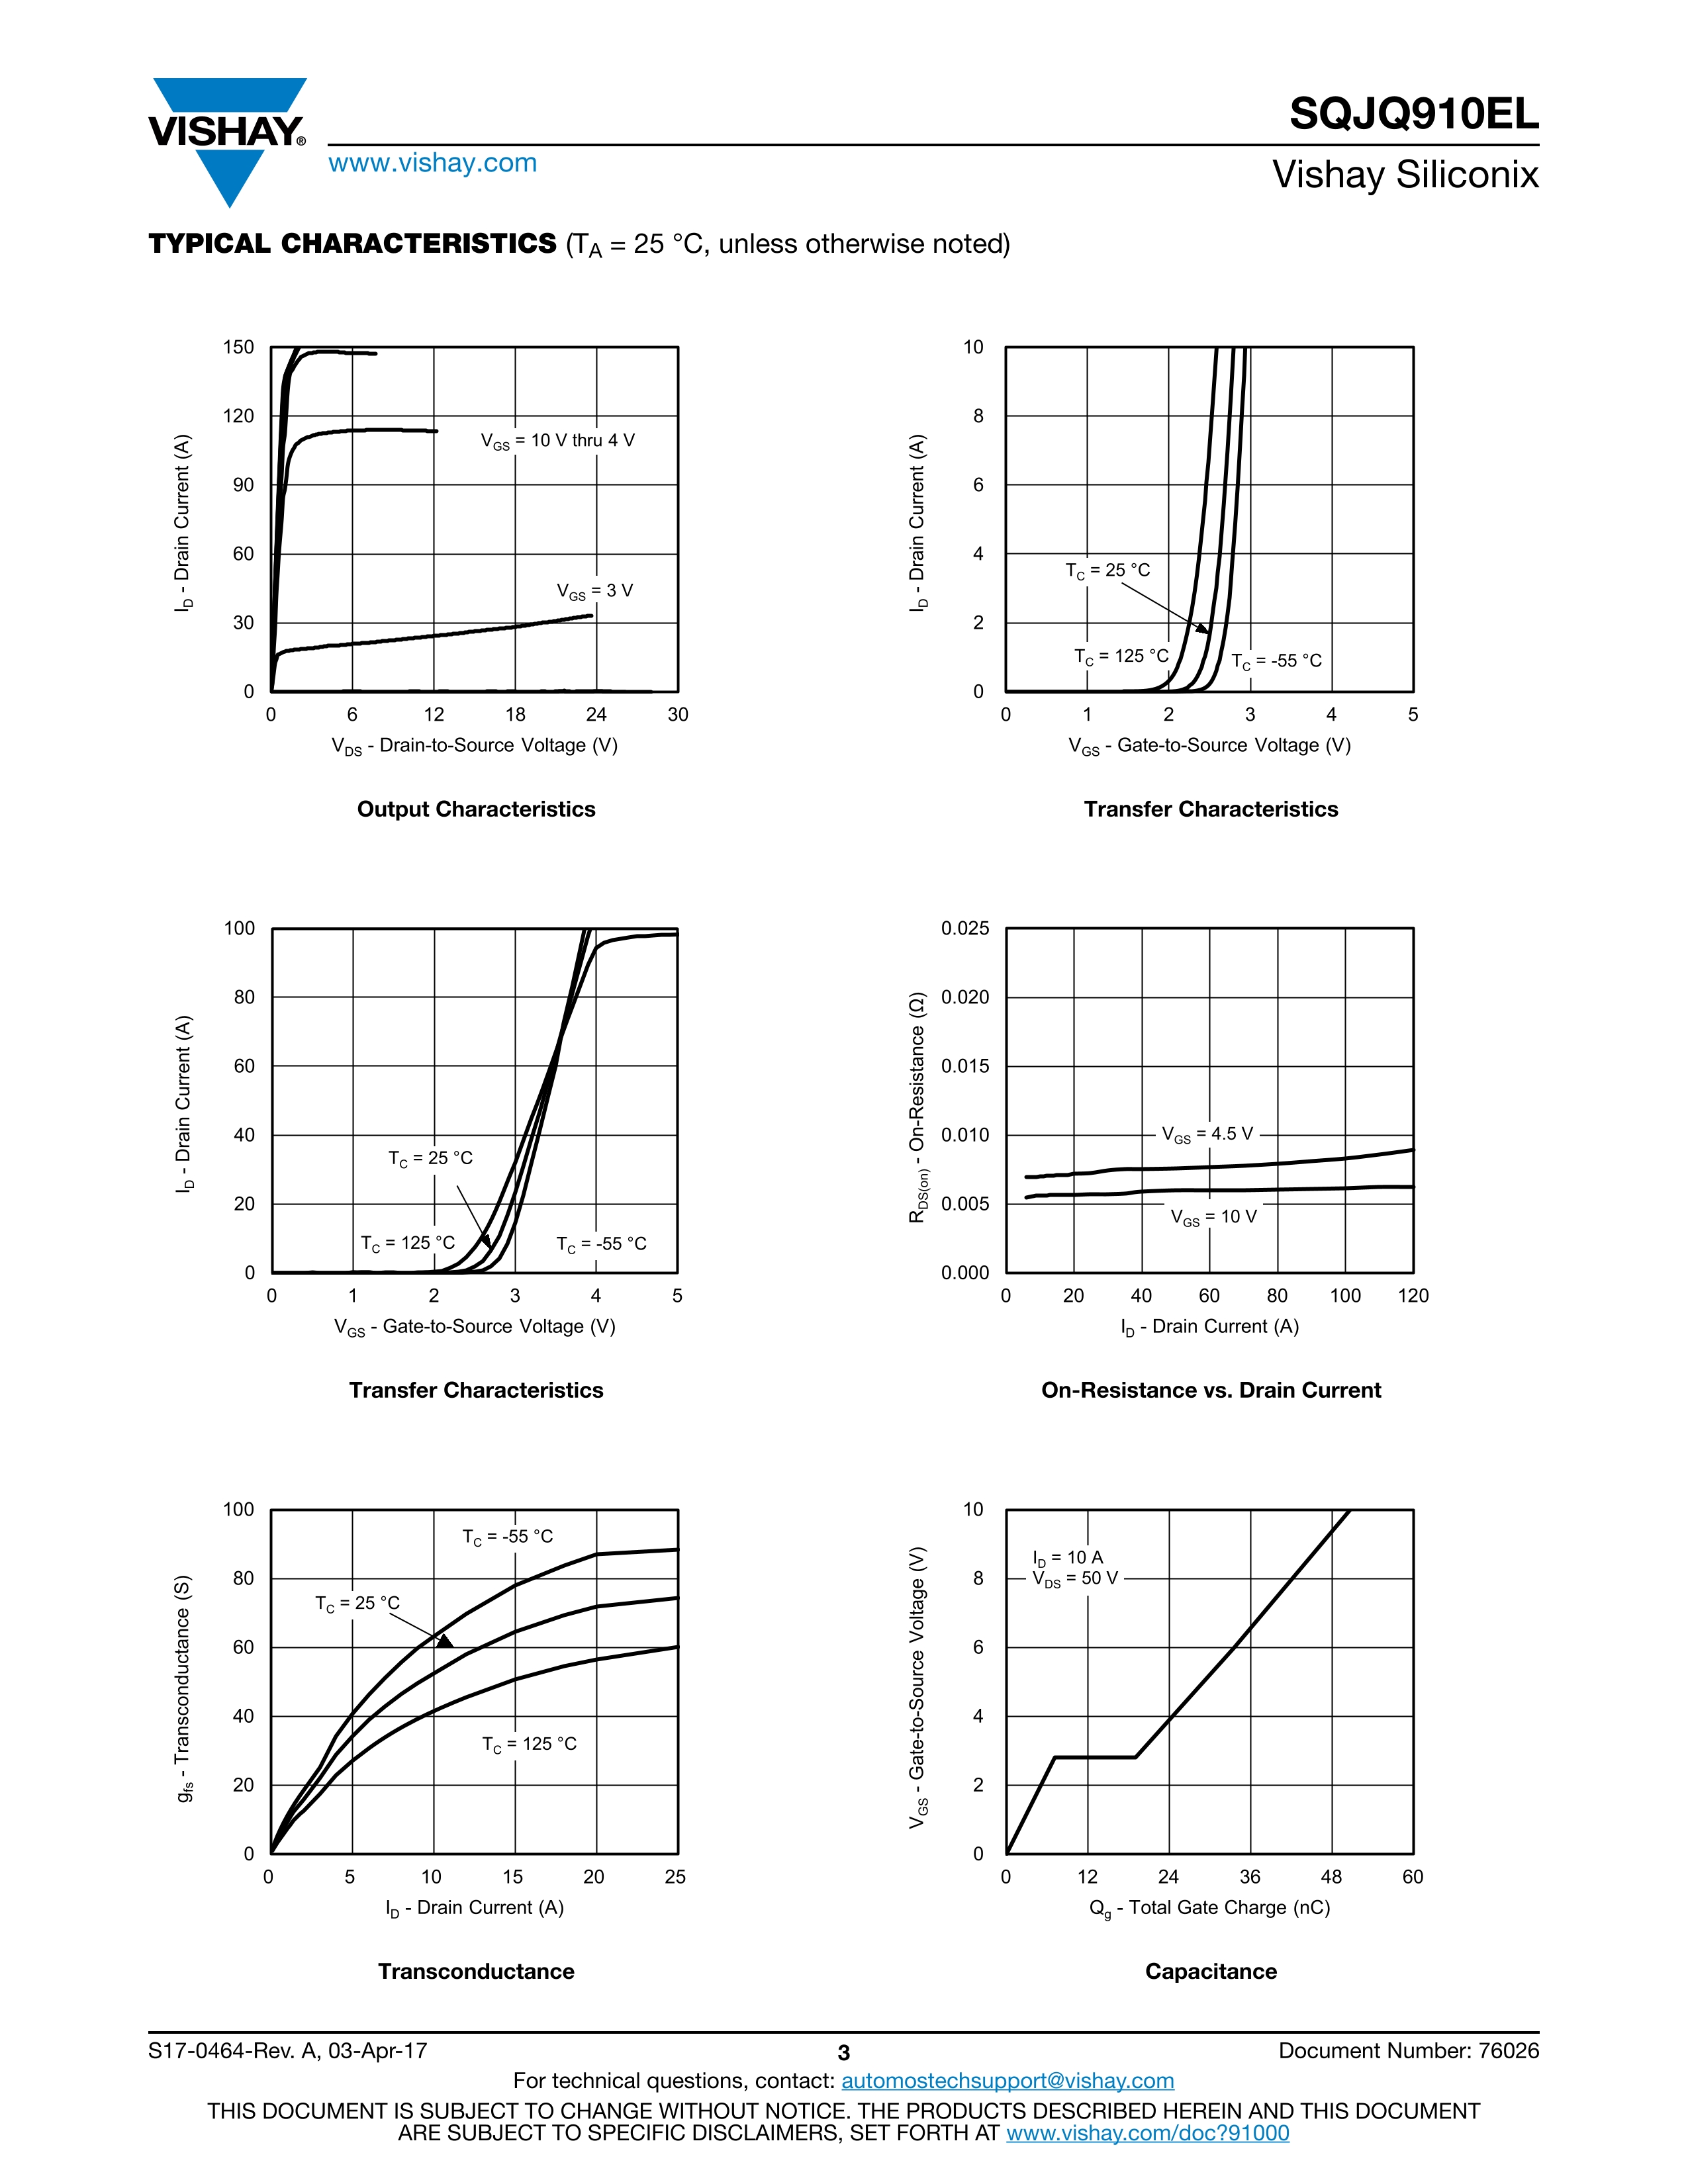 VISHAY®
www.vishay.com
SQJQ910EL
Vishay Siliconix
TYPICAL CHARACTERISTICS (TA = 25 °C, unless otherwise noted)
150
120
90
60
30
0
0 6 12 18 24 30
ID - Drain Current (A)
VGS = 10 V thru 4 V
VGS = 3 V
VDS - Drain-to-Source Voltage (V)
Output Characteristics
10
8
6
4
2
0
0 1 2 3 4 5
ID - Drain Current (A)
TC = 25 °C
TC = 125 °C
TC = -55 °C
VGS - Gate-to-Source Voltage (V)
Transfer Characteristics
100
80
60
40
20
0
0 1 2 3 4 5
ID - Drain Current (A)
TC = 25 °C
TC = 125 °C
TC = -55 °C
VGS - Gate-to-Source Voltage (V)
Transfer Characteristics
0.025
0.020
0.015
0.010
0.005
0.000
0 20 40 60 80 100 120
RDS(on) - On-Resistance (Ω)
VGS = 4.5 V
VGS = 10 V
ID - Drain Current (A)
On-Resistance vs. Drain Current
100
80
60
40
20
0
0 5 10 15 20 25
gfs - Transconductance (S)
TC = -55 °C
TC = 25 °C
TC = 125 °C
ID - Drain Current (A)
Transconductance
10
8
6
4
2
0
0 12 24 36 48 60
VGS - Gate-to-Source Voltage (V)
ID = 10 A
VDS = 50 V
Qg - Total Gate Charge (nC)
Capacitance
S17-0464-Rev. A, 03-Apr-17
3
Document Number: 76026
For technical questions, contact: automostechsupport@vishay.com
THIS DOCUMENT IS SUBJECT TO CHANGE WITHOUT NOTICE. THE PRODUCTS DESCRIBED HEREIN AND THIS DOCUMENT
ARE SUBJECT TO SPECIFIC DISCLAIMERS, SET FORTH AT www.vishay.com/doc?91000